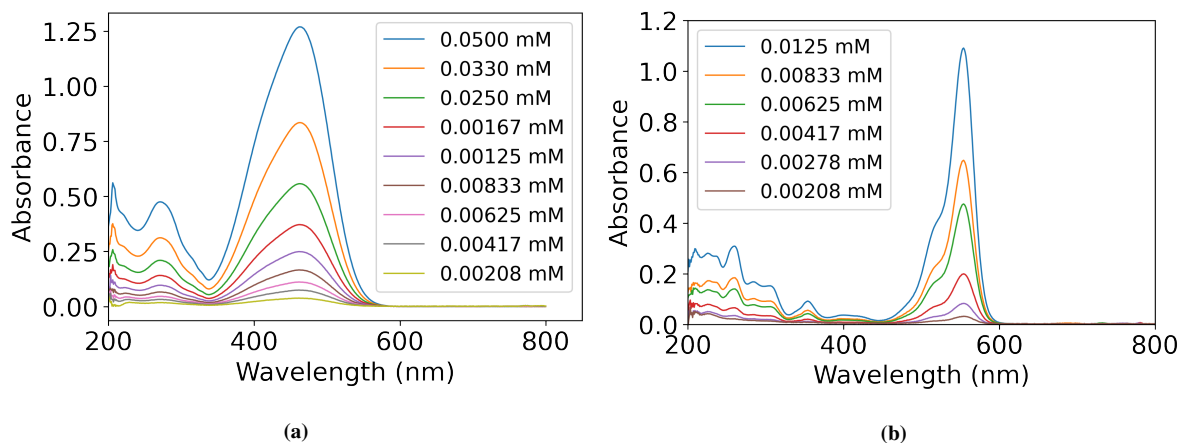 1.25
1.00
0.75
0.50
0.25
0.00
Absorbance
200
400
600
800
Wavelength (nm)
0.0500 mM
0.0330 mM
0.0250 mM
0.00167 mM
0.00125 mM
0.00833 mM
0.00625 mM
0.00417 mM
0.00208 mM
(a)
1.2
1.0
0.8
0.6
0.4
0.2
0.0
Absorbance
200
400
600
800
Wavelength (nm)
0.0125 mM
0.00833 mM
0.00625 mM
0.00417 mM
0.00278 mM
0.00208 mM
(b)